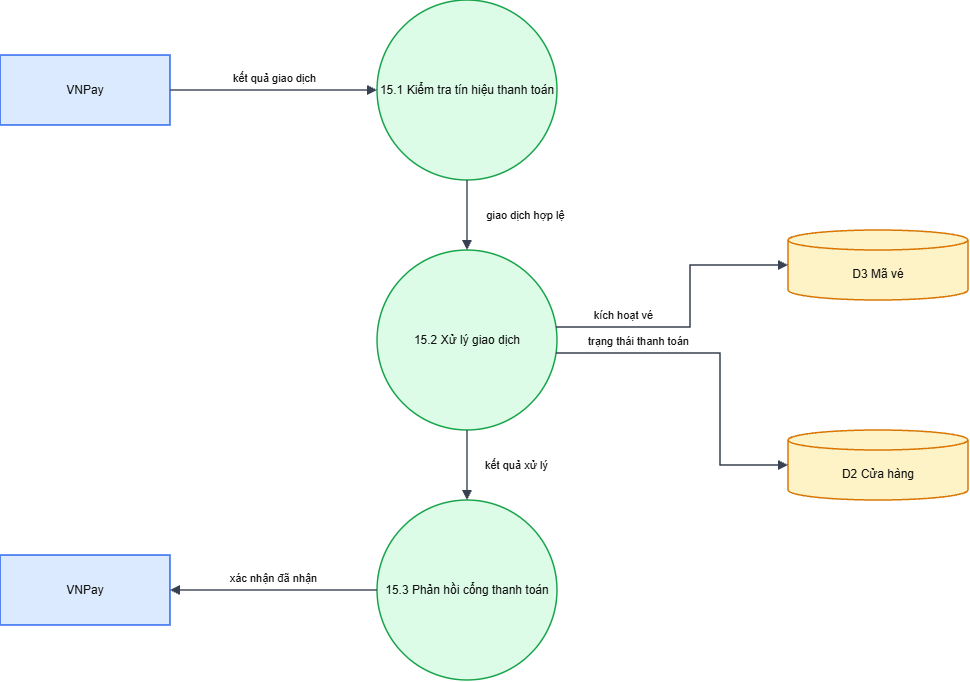 VNPay
kết quả giao dịch
15.1 Kiểm tra tín hiệu thanh toán
giao dịch hợp lệ
D3 Mã vé
kích hoạt vé
15.2 Xử lý giao dịch
trạng thái thanh toán
kết quả xử lý
D2 Cửa hàng
VNPay
xác nhận đã nhận
15.3 Phản hồi cổng thanh toán